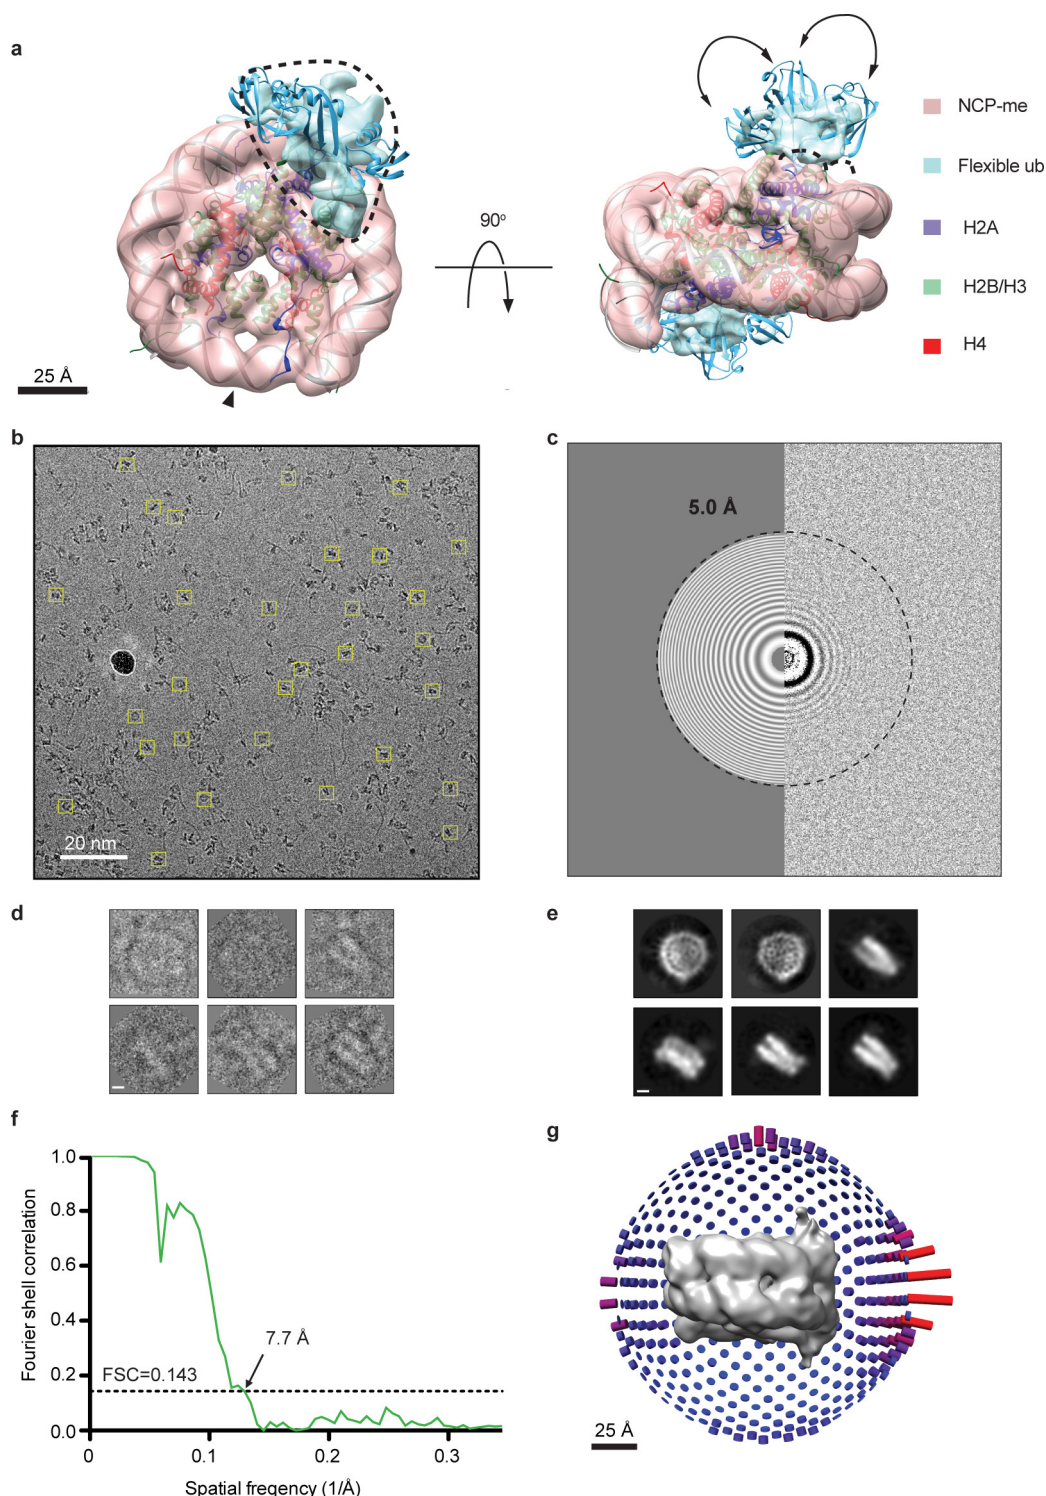 a
NCP-me
Flexible ub
H2A
H2B/H3
H4
90°
25 Å
b
20 nm
c
5.0 Å
d
e
f
1.0
0.8
0.6
0.4
0.2
0.0
Fourier shell correlation
7.7 Å
FSC=0.143
0
0.1
0.2
0.3
Spatial freqency (1/Å)
g
25 Å